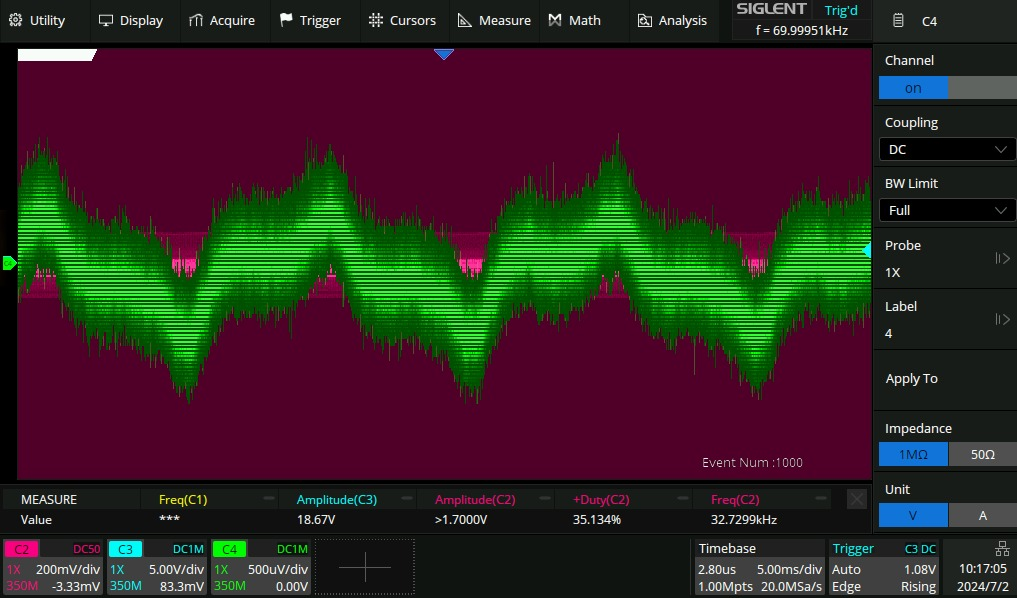 Utility Display Acquire Trigger Cursors Measure Math Analysis SIGLENT Trig'd C4
f = 69.99951kHz
Channel
on
Coupling
DC
BW Limit
Full
Probe
1X
Label
4
Apply To
Impedance
1MΩ 50Ω
Unit
V A
Event Num :1000
MEASURE Freq(C1) Amplitude(C3) Amplitude(C2) +Duty(C2) Freq(C2)
Value *** 18.67V >1.7000V 35.134% 32.7299kHz
C2 DC50 C3 DC1M C4 DC1M Timebase Trigger C3 DC
1X 200mV/div 1X 5.00V/div 1X 500uV/div 2.80us 5.00ms/div Auto 1.08V 10:17:05
350M -3.33mV 350M 83.3mV 350M 0.00V 1.00Mpts 20.0MSa/s Edge Rising 2024/7/2